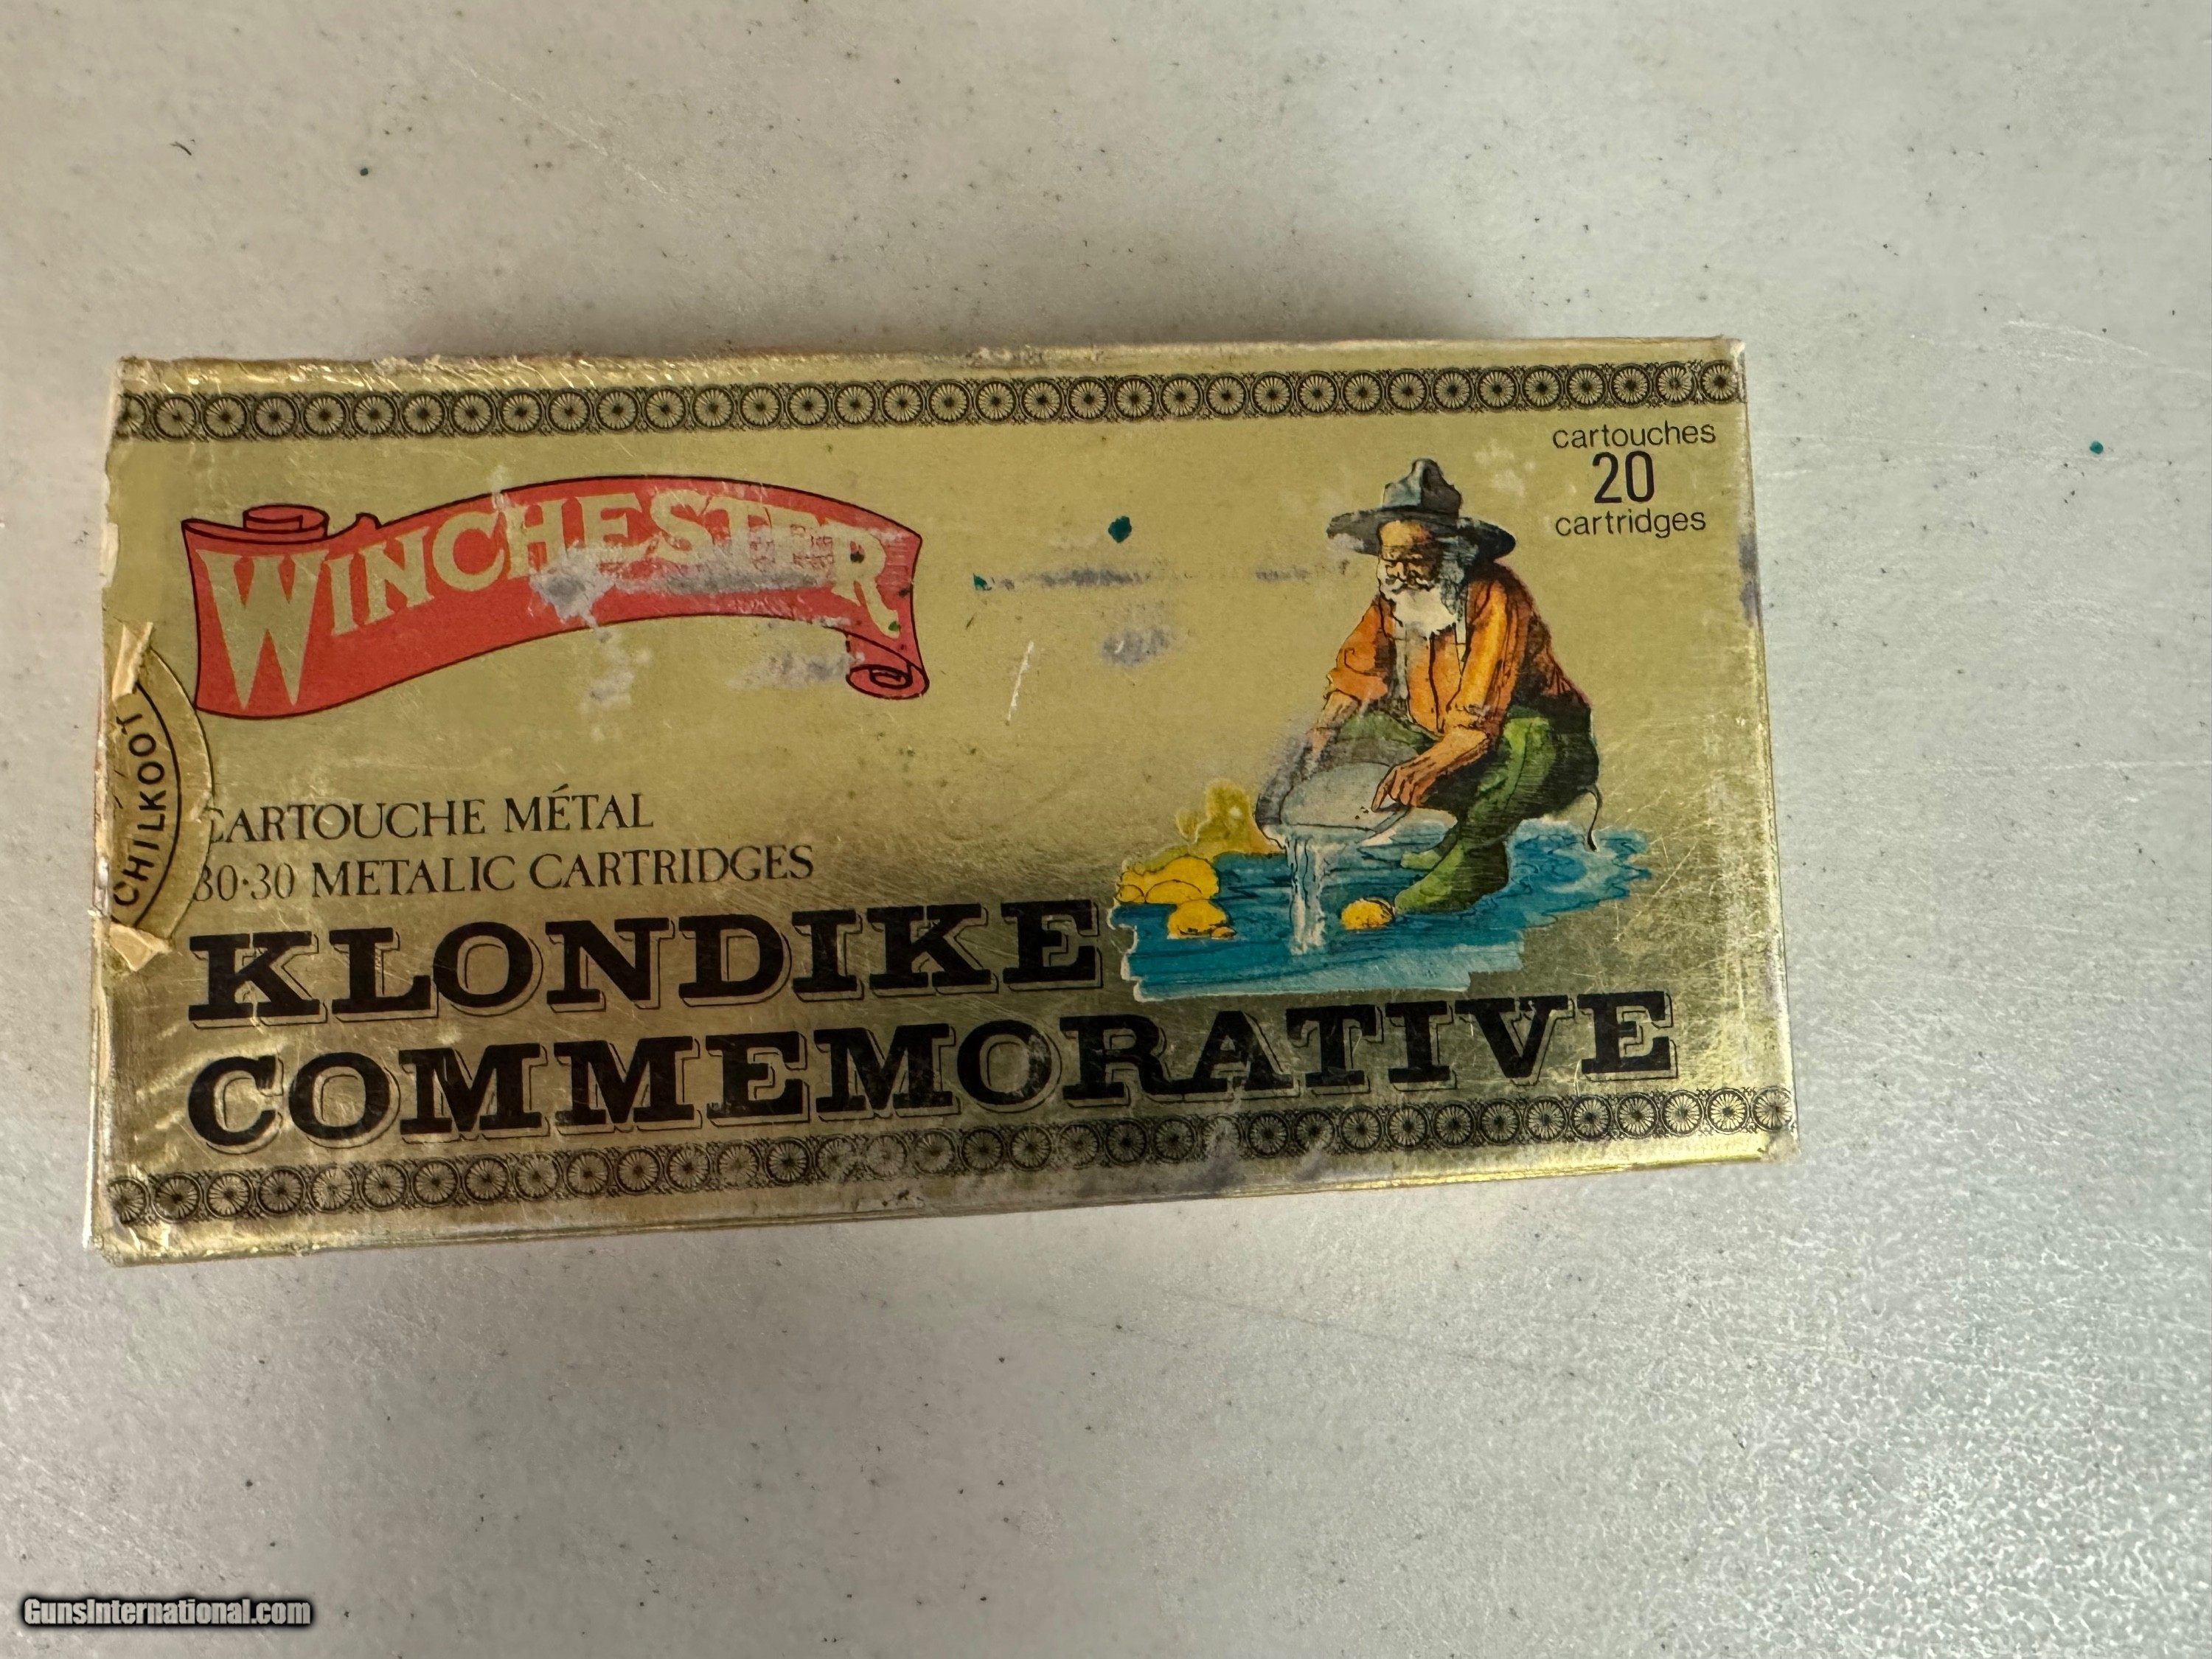 cartouches
20
cartridges
WINCHESTER
CHILKOOT
CARTOUCHE MÉTAL
30·30 METALIC CARTRIDGES
KLONDIKE
COMMEMORATIVE
GunsInternational.com